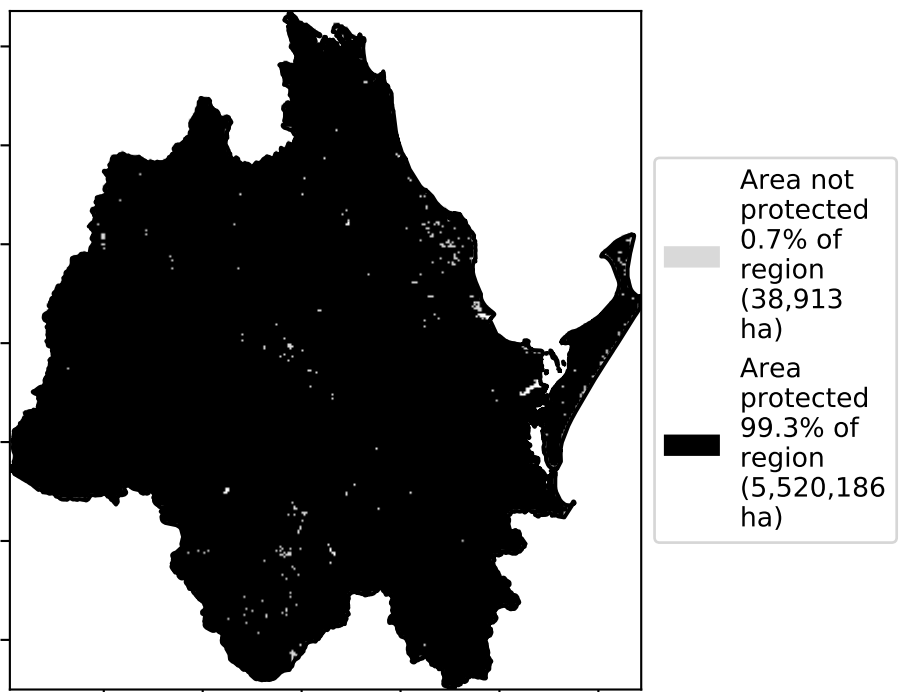 Area not
protected
0.7% of
region
(38,913
ha)
Area
protected
99.3% of
region
(5,520,186
ha)